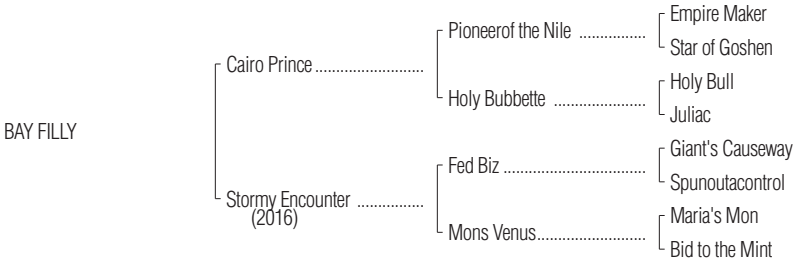 Empire Maker
Pioneerof the Nile ................
Star of Goshen
Cairo Prince ..........................
Holy Bull
Holy Bubbette ......................
Juliac
BAY FILLY
Giant's Causeway
Fed Biz ..................................
Spunoutacontrol
Stormy Encounter ................
(2016)
Maria's Mon
Mons Venus..........................
Bid to the Mint